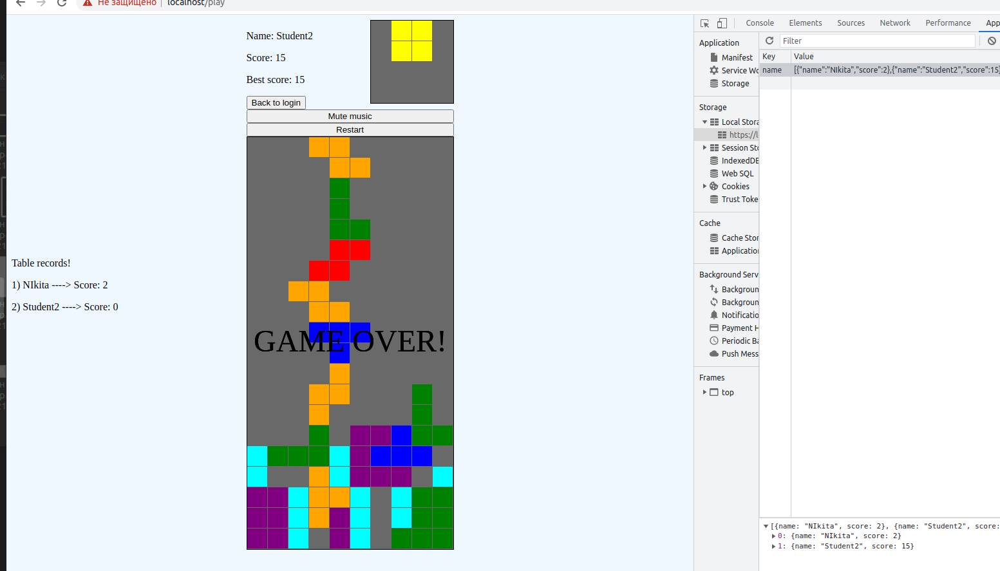 Не защищено | localhost/play
Name: Student2
Score: 15
Best score: 15
Back to login
Mute music
Restart
Table records!
1) NIkita ----> Score: 2
2) Student2 ----> Score: 0
GAME OVER!
Console Elements Sources Network Performance App
Application
Manifest
Service Wo
Storage
Storage
Local Stora
https://l
Session Sto
IndexedDB
Web SQL
Cookies
Trust Toke
Cache
Cache Stor
Application
Background Serv
Backgroun
Backgroun
Notificatio
Payment H
Periodic Ba
Push Mess
Frames
top
Filter
Key Value
name [{"name":"NIkita","score":2},{"name":"Student2","score":15}
[{name: "NIkita", score: 2}, {name: "Student2", score:
0: {name: "NIkita", score: 2}
1: {name: "Student2", score: 15}